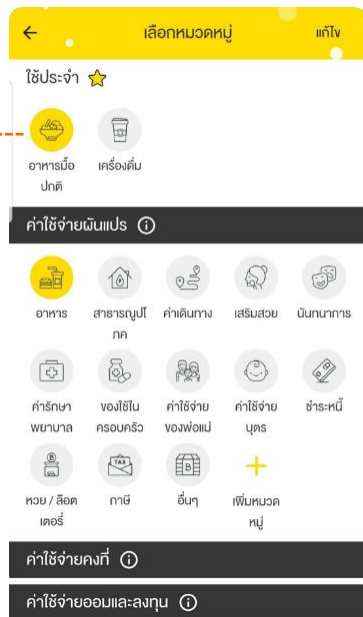 เลือกหมวดหมู่ แก้ไข
ใช้ประจำ
อาหารมื้อ เครื่องดื่ม
ปกติ
ค่าใช้จ่ายผันแปร
อาหาร สาธารณูปโ ค่าเดินทาง เสริมสวย นันทนาการ
ภค
ค่ารักษา ของใช้ใน ค่าใช้จ่าย ค่าใช้จ่าย ชำระหนี้
พยาบาล ครอบครัว ของพ่อแม่ บุตร
TAX
หวย / ล็อต ภาษี อื่นๆ เพิ่มหมวด
เตอรี่ หมู่
ค่าใช้จ่ายคงที่
ค่าใช้จ่ายออมและลงทุน